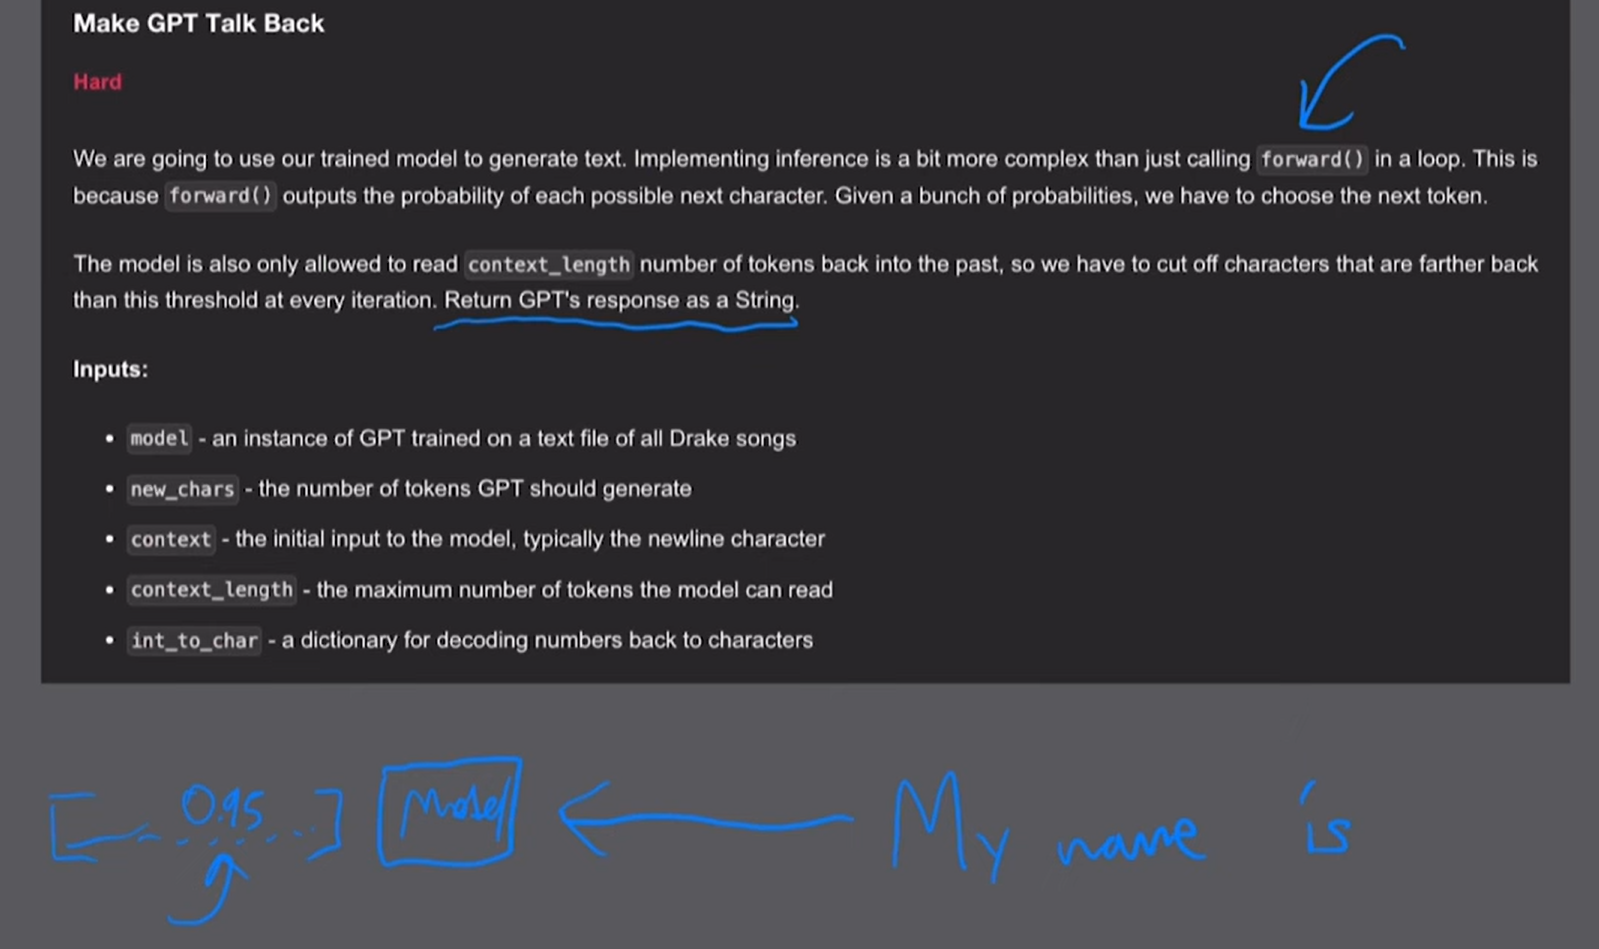 Make GPT Talk Back
Hard
We are going to use our trained model to generate text. Implementing inference is a bit more complex than just calling forward() in a loop. This is
because forward() outputs the probability of each possible next character. Given a bunch of probabilities, we have to choose the next token.
The model is also only allowed to read context_length number of tokens back into the past, so we have to cut off characters that are farther back
than this threshold at every iteration. Return GPT's response as a String.
Inputs:
• model - an instance of GPT trained on a text file of all Drake songs
• new_chars - the number of tokens GPT should generate
• context - the initial input to the model, typically the newline character
• context_length - the maximum number of tokens the model can read
• int_to_char - a dictionary for decoding numbers back to characters
[ 0.95 ... ] Model My name is